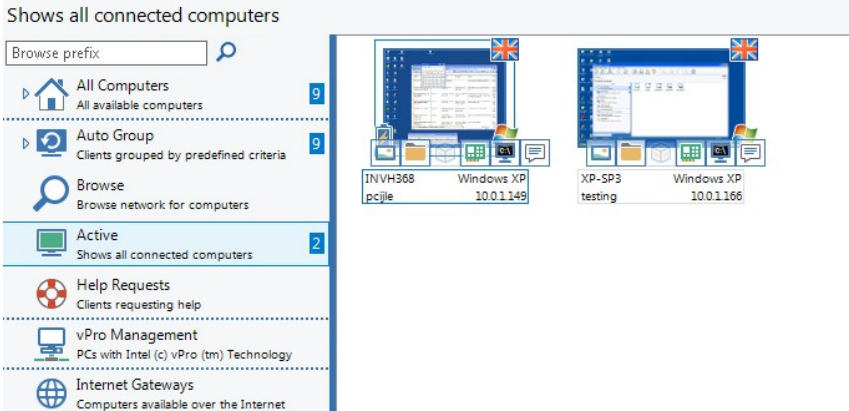 Shows all connected computers
Browse prefix
All Computers
All available computers
9
Auto Group
Clients grouped by predefined criteria
9
Browse
Browse network for computers
Active
Shows all connected computers
2
Help Requests
Clients requesting help
vPro Management
PCs with Intel (c) vPro (tm) Technology
Internet Gateways
Computers available over the Internet
INVH368 Windows XP
pcijle 10.0.1.149
XP-SP3 Windows XP
testing 10.0.1.166